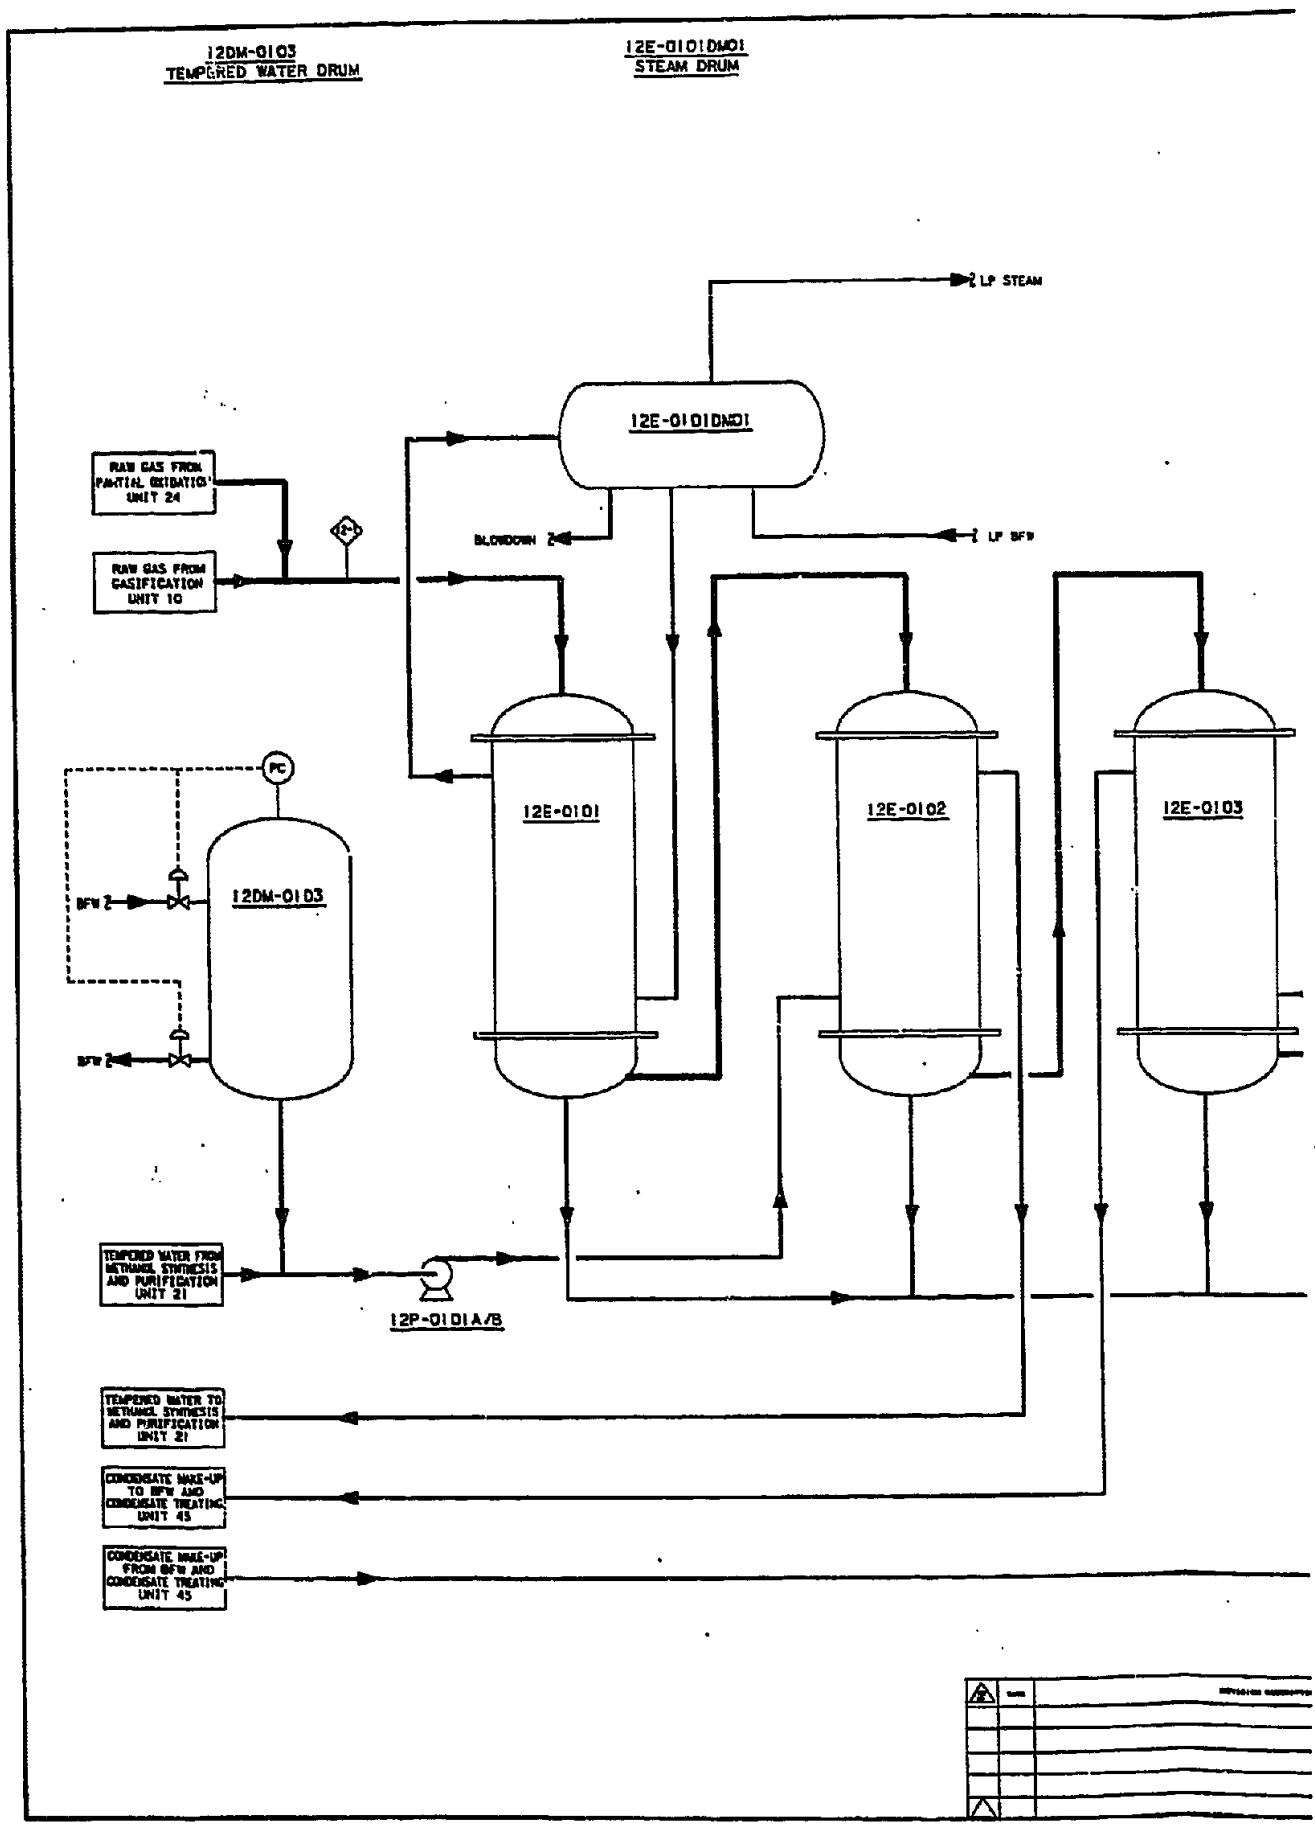 12DM-0103
TEMPERED WATER DRUM
12E-0101DM01
STEAM DRUM
LP STEAM
12E-0101DM01
RAW GAS FROM
PARTIAL OXIDATION
UNIT 24
BLOWDOWN
LP BFW
RAW GAS FROM
GASIFICATION
UNIT 10
PC
12E-0101
12E-0102
12E-0103
BFW
12DM-0103
BFW
TEMPERED WATER FROM
METHANOL SYNTHESIS
AND PURIFICATION
UNIT 21
12P-0101A/B
TEMPERED WATER TO
METHANOL SYNTHESIS
AND PURIFICATION
UNIT 21
CONDENSATE MAKE-UP
TO BFW AND
CONDENSATE TREATING
UNIT 45
CONDENSATE MAKE-UP
FROM BFW AND
CONDENSATE TREATING
UNIT 45